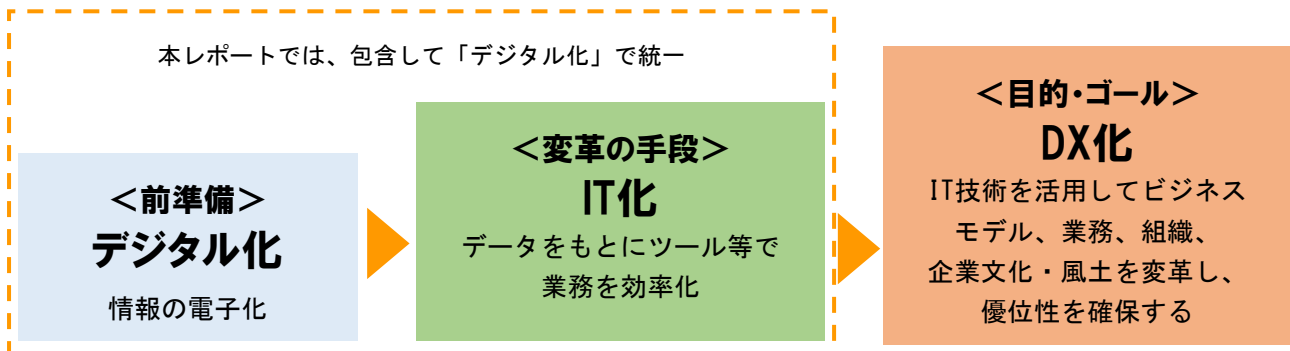 本レポートでは、包含して「デジタル化」で統一
＜前準備＞
デジタル化
情報の電子化
＜変革の手段＞
IT化
データをもとにツール等で
業務を効率化
＜目的・ゴール＞
DX化
IT技術を活用してビジネス
モデル、業務、組織、
企業文化・風土を変革し、
優位性を確保する